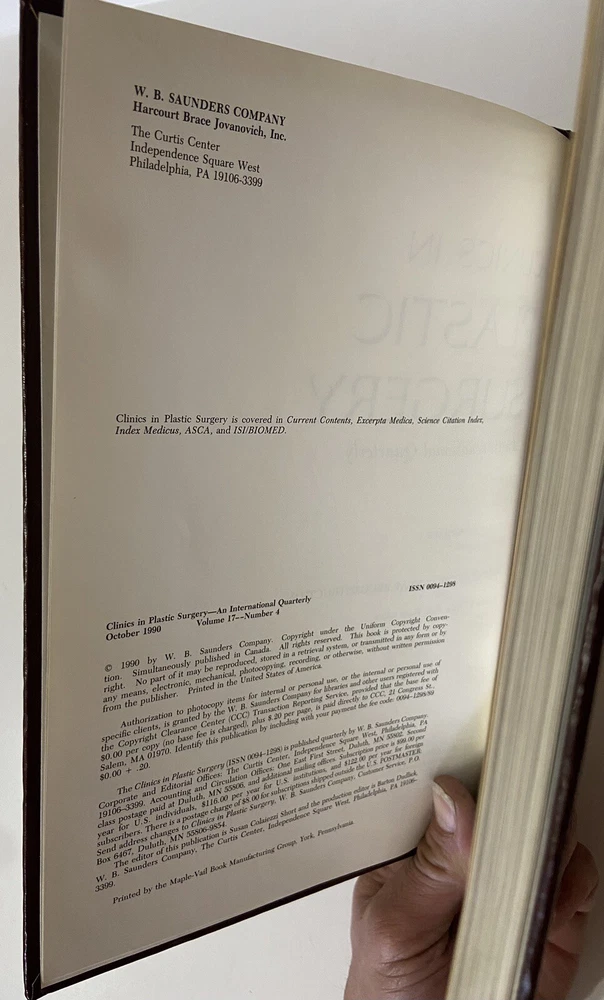 W. B. SAUNDERS COMPANY
Harcourt Brace Jovanovich, Inc.
The Curtis Center
Independence Square West
Philadelphia, PA 19106-3399
Clinics in Plastic Surgery is covered in Current Contents, Excerpta Medica, Science Citation Index,
Index Medicus, ASCA, and ISI/BIOMED.
Clinics in Plastic Surgery—An International Quarterly ISSN 0094-1298
October 1990 Volume 17--Number 4
© 1990 by W. B. Saunders Company. Copyright under the Uniform Copyright Conven-
tion. Simultaneously published in Canada. All rights reserved. This book is protected by copy-
right. No part of it may be reproduced, stored in a retrieval system, or transmitted in any form or by
any means, electronic, mechanical, photocopying, recording, or otherwise, without written permission
from the publisher. Printed in the United States of America
Authorization to photocopy items for internal or personal use, or the internal or personal use of
specific clients, is granted by the W. B. Saunders Company for libraries and other users registered with
the Copyright Clearance Center (CCC) Transaction Reporting Service, provided that the base fee of
$0.00 per copy (no base fee is charged), plus $.20 per page, is paid directly to CCC, 21 Congress St.,
Salem, MA 01970. Identify this publication by including with your payment the fee code: 0094-1298/89
$0.00 + .20.
The Clinics in Plastic Surgery (ISSN 0094-1298) is published quarterly by W. B. Saunders Company.
Corporate and Editorial Offices: The Curtis Center, Independence Square West, Philadelphia, PA
19106-3399. Accounting and Circulation Offices: One East First Street, Duluth, MN 55802. Second
class postage paid at Duluth, MN 55806, and additional mailing offices. Subscription price is $99.00 per
year for U.S. individuals, $116.00 per year for U.S. institutions, and $122.00 per year for foreign
subscribers. There is a postage charge of $8.00 for subscriptions shipped outside the U.S. POSTMASTER:
Send address changes to Clinics in Plastic Surgery, W. B. Saunders Company, Customer Service, P.O.
Box 6467, Duluth, MN 55806-9854.
The editor of this publication is Susan Colaiezzi Short and the production editor is Barton Dudlick,
W. B. Saunders Company, The Curtis Center, Independence Square West, Philadelphia, PA 19106-
3399.
Printed by the Maple-Vail Book Manufacturing Group, York, Pennsylvania.